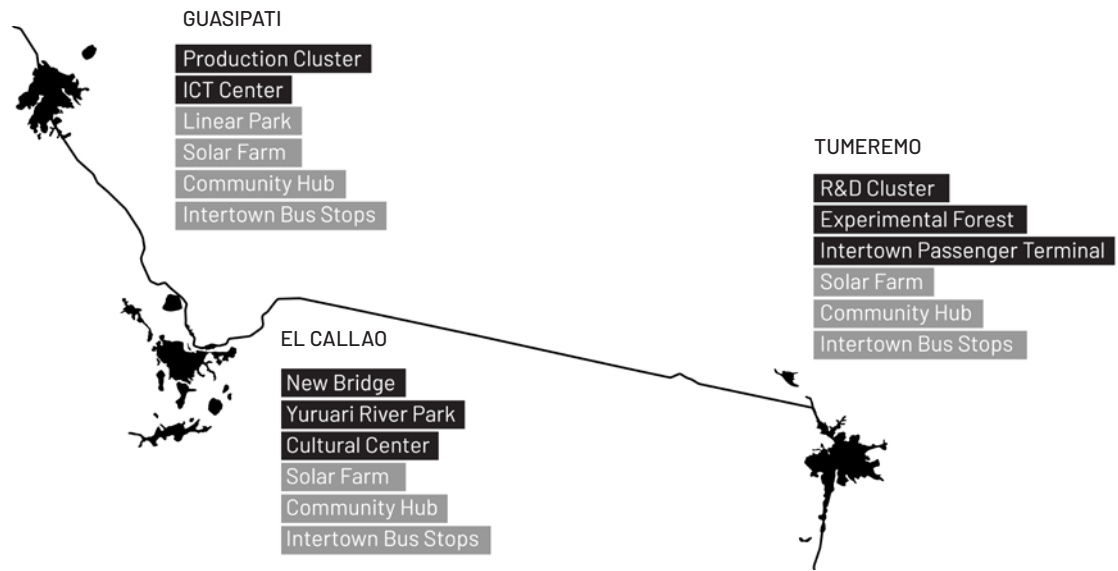 GUASIPATI
Production Cluster
ICT Center
Linear Park
Solar Farm
Community Hub
Intertown Bus Stops
TUMEREMO
R&D Cluster
Experimental Forest
Intertown Passenger Terminal
Solar Farm
Community Hub
Intertown Bus Stops
EL CALLAO
New Bridge
Yuruari River Park
Cultural Center
Solar Farm
Community Hub
Intertown Bus Stops